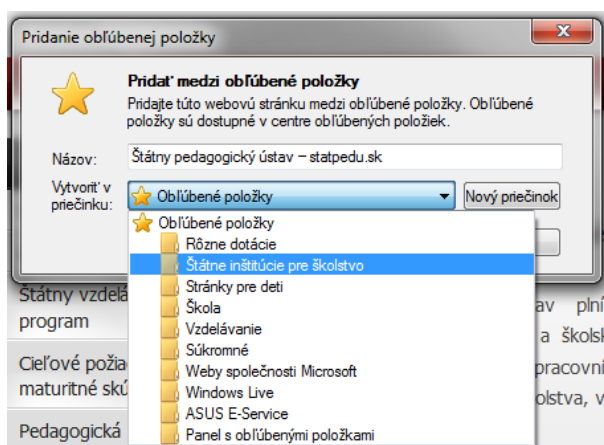 Pridanie obľúbenej položky
Pridať medzi obľúbené položky
Pridajte túto webovú stránku medzi obľúbené položky. Obľúbené
položky sú dostupné v centre obľúbených položiek.
Názov: Štátny pedagogický ústav – statpedu.sk
Vytvoriť v
priečinku: Obľúbené položky Nový priečinok
Obľúbené položky
Rôzne dotácie
Štátne inštitúcie pre školstvo
Stránky pre deti
Škola
Vzdelávanie
Súkromné
Weby společnosti Microsoft
Windows Live
ASUS E-Service
Panel s obľúbenými položkami
Štátny vzdelá
program
Cieľové požia
maturitné skú
Pedagogická
av plní
a školsk
pracovní
olstva, v